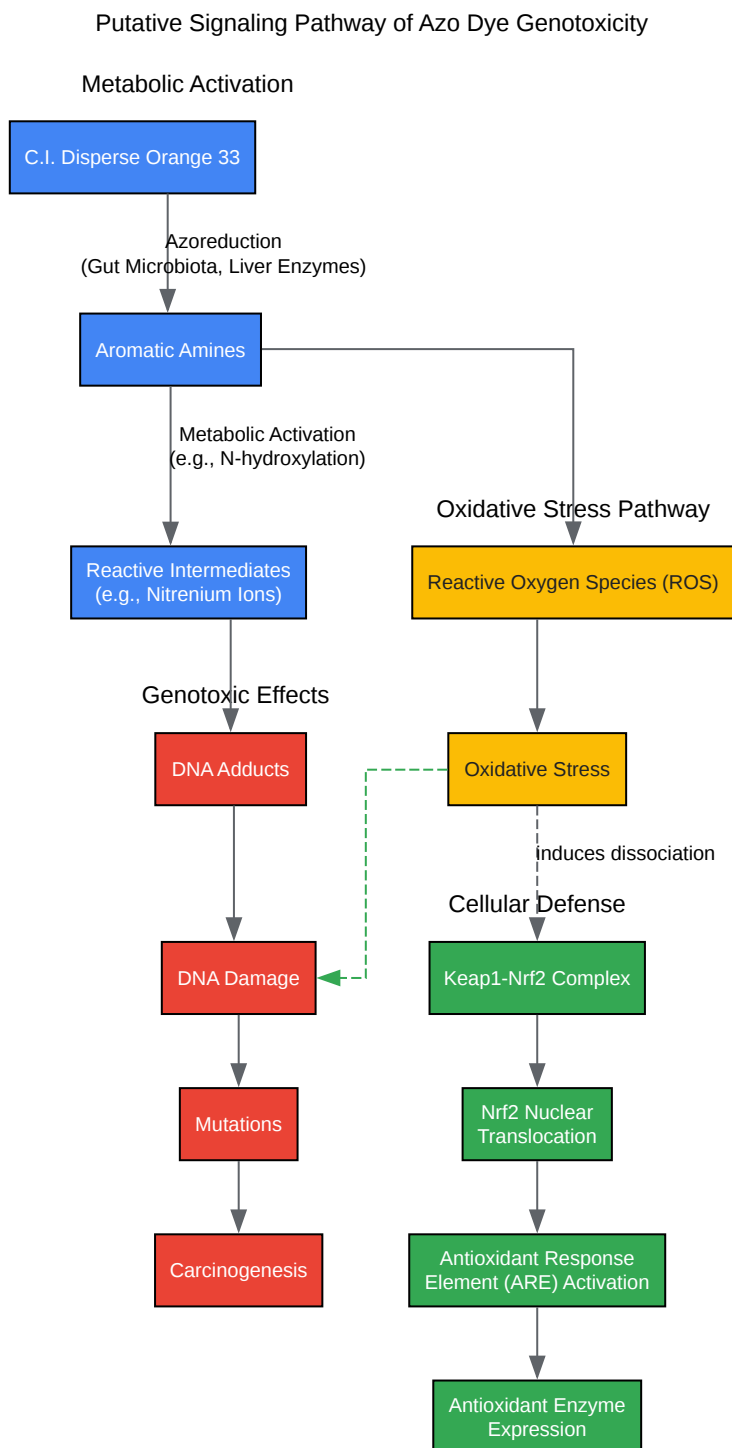 Putative Signaling Pathway of Azo Dye Genotoxicity
Metabolic Activation
C.I. Disperse Orange 33
Azoreduction
(Gut Microbiota, Liver Enzymes)
Aromatic Amines
Metabolic Activation
(e.g., N-hydroxylation)
Oxidative Stress Pathway
Reactive Intermediates
(e.g., Nitrenium Ions)
Reactive Oxygen Species (ROS)
Genotoxic Effects
DNA Adducts
Oxidative Stress
induces dissociation
Cellular Defense
DNA Damage
Keap1-Nrf2 Complex
Mutations
Nrf2 Nuclear
Translocation
Carcinogenesis
Antioxidant Response
Element (ARE) Activation
Antioxidant Enzyme
Expression